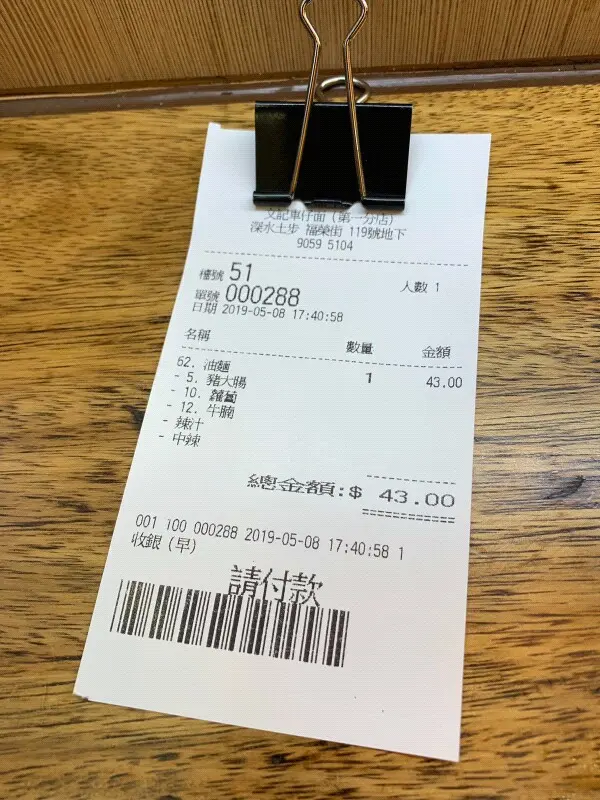 文記車仔面（第一分店）
深水土步 福榮街 119號地下
9059 5104
檯號 51 人數 1
單號 000288
日期 2019-05-08 17:40:58
名稱 數量 金額
62. 油麵 1 43.00
- 5. 豬大腸
- 10. 蘿蔔
- 12. 牛腩
- 辣汁
- 中辣
總金額:$ 43.00
001 100 000288 2019-05-08 17:40:58 1
收銀（早）
請付款